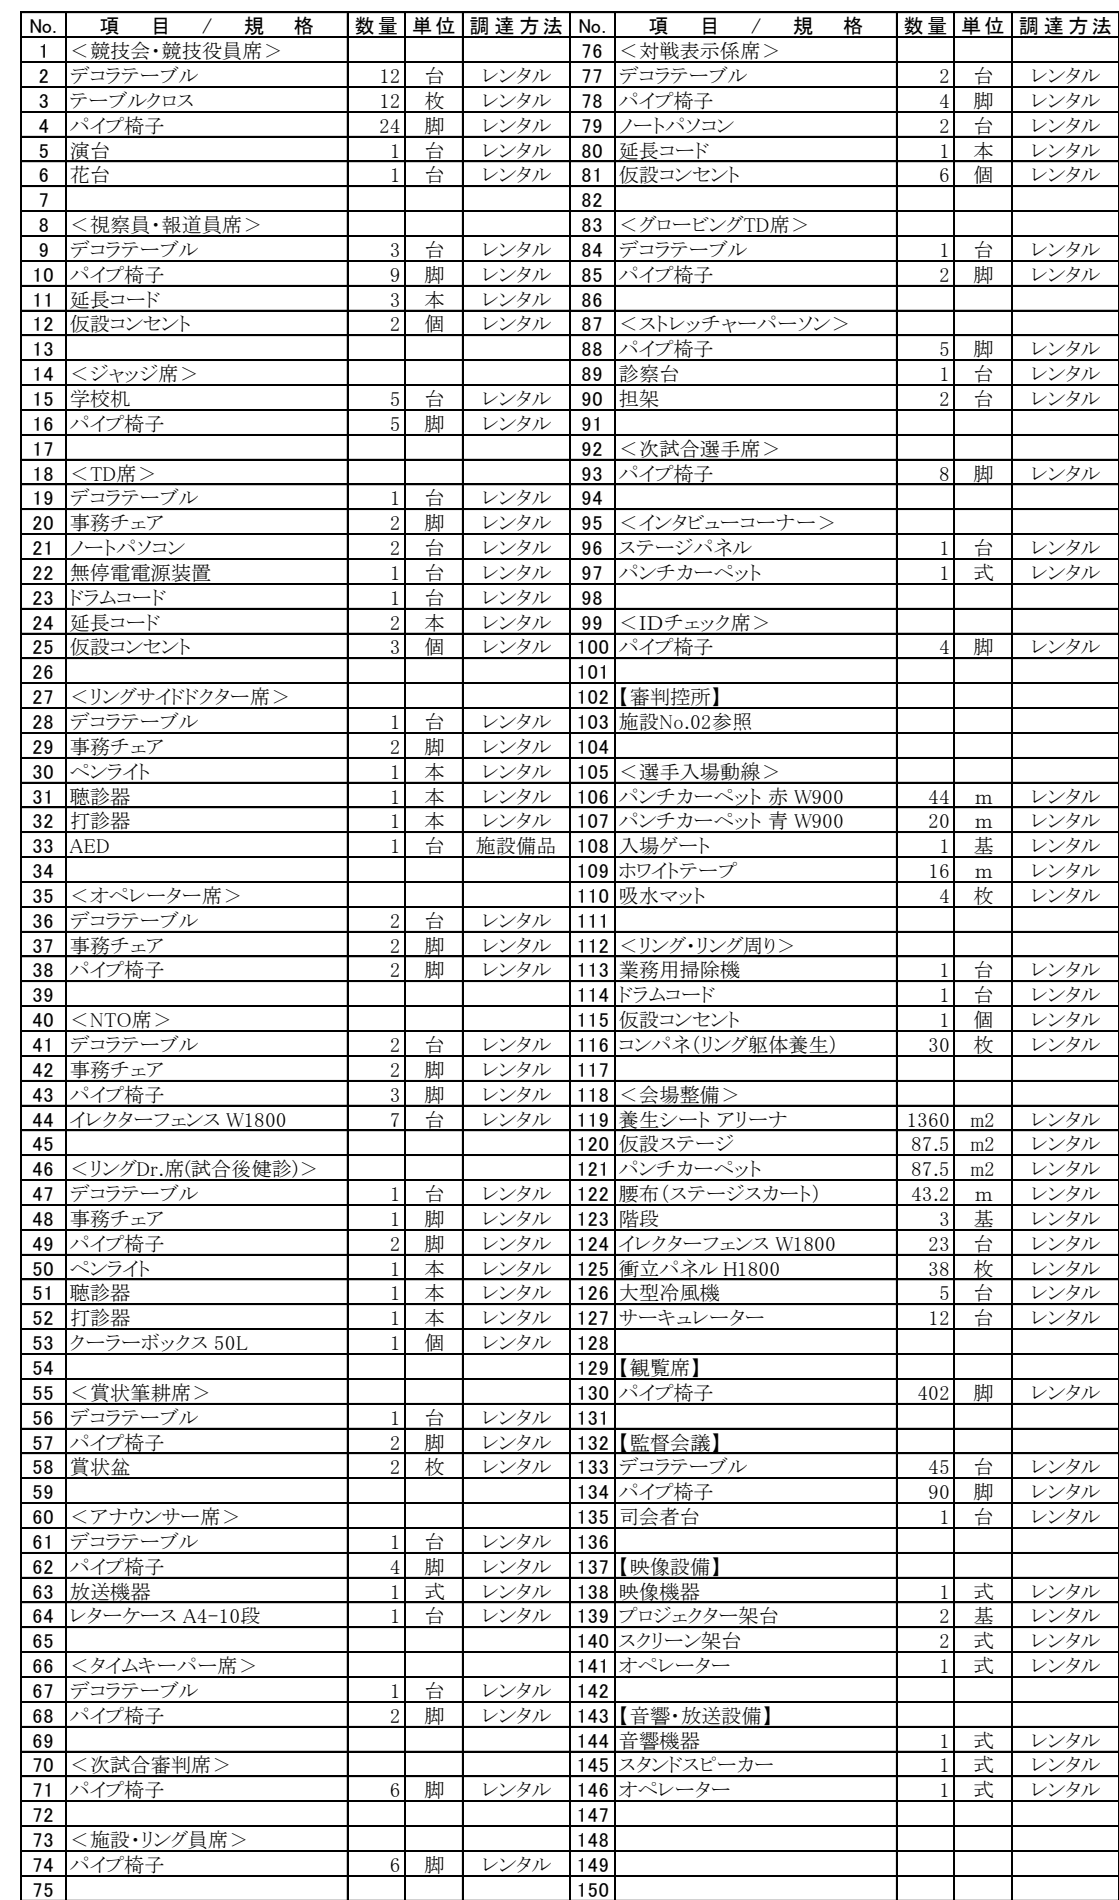 No. 項目/規格 数量 単位 調達方法
1 ＜競技会・競技役員席＞
2 デコラテーブル 12 台 レンタル
3 テーブルクロス 12 枚 レンタル
4 パイプ椅子 24 脚 レンタル
5 演台 1 台 レンタル
6 花台 1 台 レンタル
7
8 ＜視察員・報道員席＞
9 デコラテーブル 3 台 レンタル
10 パイプ椅子 9 脚 レンタル
11 延長コード 3 本 レンタル
12 仮設コンセント 2 個 レンタル
13
14 ＜ジャッジ席＞
15 学校机 5 台 レンタル
16 パイプ椅子 5 脚 レンタル
17
18 ＜TD席＞
19 デコラテーブル 1 台 レンタル
20 事務チェア 2 脚 レンタル
21 ノートパソコン 2 台 レンタル
22 無停電電源装置 1 台 レンタル
23 ドラムコード 1 台 レンタル
24 延長コード 2 本 レンタル
25 仮設コンセント 3 個 レンタル
26
27 ＜リングサイドドクター席＞
28 デコラテーブル 1 台 レンタル
29 事務チェア 2 脚 レンタル
30 ペンライト 1 本 レンタル
31 聴診器 1 本 レンタル
32 打診器 1 本 レンタル
33 AED 1 台 施設備品
34
35 ＜オペレーター席＞
36 デコラテーブル 2 台 レンタル
37 事務チェア 2 脚 レンタル
38 パイプ椅子 2 脚 レンタル
39
40 ＜NTO席＞
41 デコラテーブル 2 台 レンタル
42 事務チェア 2 脚 レンタル
43 パイプ椅子 3 脚 レンタル
44 イレクターフェンス W1800 7 台 レンタル
45
46 ＜リングDr.席(試合後健診)＞
47 デコラテーブル 1 台 レンタル
48 事務チェア 1 脚 レンタル
49 パイプ椅子 2 脚 レンタル
50 ペンライト 1 本 レンタル
51 聴診器 1 本 レンタル
52 打診器 1 本 レンタル
53 クーラーボックス 50L 1 個 レンタル
54
55 ＜賞状筆耕席＞
56 デコラテーブル 1 台 レンタル
57 パイプ椅子 2 脚 レンタル
58 賞状盆 2 枚 レンタル
59
60 ＜アナウンサー席＞
61 デコラテーブル 1 台 レンタル
62 パイプ椅子 4 脚 レンタル
63 放送機器 1 式 レンタル
64 レターケース A4-10段 1 台 レンタル
65
66 ＜タイムキーパー席＞
67 デコラテーブル 1 台 レンタル
68 パイプ椅子 2 脚 レンタル
69
70 ＜次試合審判席＞
71 パイプ椅子 6 脚 レンタル
72
73 ＜施設・リング員席＞
74 パイプ椅子 6 脚 レンタル
75
No. 項目/規格 数量 単位 調達方法
76 ＜対戦表示係席＞
77 デコラテーブル 2 台 レンタル
78 パイプ椅子 4 脚 レンタル
79 ノートパソコン 2 台 レンタル
80 延長コード 1 本 レンタル
81 仮設コンセント 6 個 レンタル
82
83 ＜グロービングTD席＞
84 デコラテーブル 1 台 レンタル
85 パイプ椅子 2 脚 レンタル
86
87 ＜ストレッチャーパーソン＞
88 パイプ椅子 5 脚 レンタル
89 診察台 1 台 レンタル
90 担架 2 台 レンタル
91
92 ＜次試合選手席＞
93 パイプ椅子 8 脚 レンタル
94
95 ＜インタビューコーナー＞
96 ステージパネル 1 台 レンタル
97 パンチカーペット 1 式 レンタル
98
99 ＜IDチェック席＞
100 パイプ椅子 4 脚 レンタル
101
102 【審判控所】
103 施設No.02参照
104
105 ＜選手入場動線＞
106 パンチカーペット 赤 W900 44 m レンタル
107 パンチカーペット 青 W900 20 m レンタル
108 入場ゲート 1 基 レンタル
109 ホワイトテープ 16 m レンタル
110 吸水マット 4 枚 レンタル
111
112 ＜リング・リング周り＞
113 業務用掃除機 1 台 レンタル
114 ドラムコード 1 台 レンタル
115 仮設コンセント 1 個 レンタル
116 コンパネ（リング躯体養生） 30 枚 レンタル
117
118 ＜会場整備＞
119 養生シート アリーナ 1360 m2 レンタル
120 仮設ステージ 87.5 m2 レンタル
121 パンチカーペット 87.5 m2 レンタル
122 腰布（ステージスカート） 43.2 m レンタル
123 階段 3 基 レンタル
124 イレクターフェンス W1800 23 台 レンタル
125 衝立パネル H1800 38 枚 レンタル
126 大型冷風機 5 台 レンタル
127 サーキュレーター 12 台 レンタル
128
129 【観覧席】
130 パイプ椅子 402 脚 レンタル
131
132 【監督会議】
133 デコラテーブル 45 台 レンタル
134 パイプ椅子 90 脚 レンタル
135 司会者台 1 台 レンタル
136
137 【映像設備】
138 映像機器 1 式 レンタル
139 プロジェクター架台 2 基 レンタル
140 スクリーン架台 2 式 レンタル
141 オペレーター 1 式 レンタル
142
143 【音響・放送設備】
144 音響機器 1 式 レンタル
145 スタンドスピーカー 1 式 レンタル
146 オペレーター 1 式 レンタル
147
148
149
150